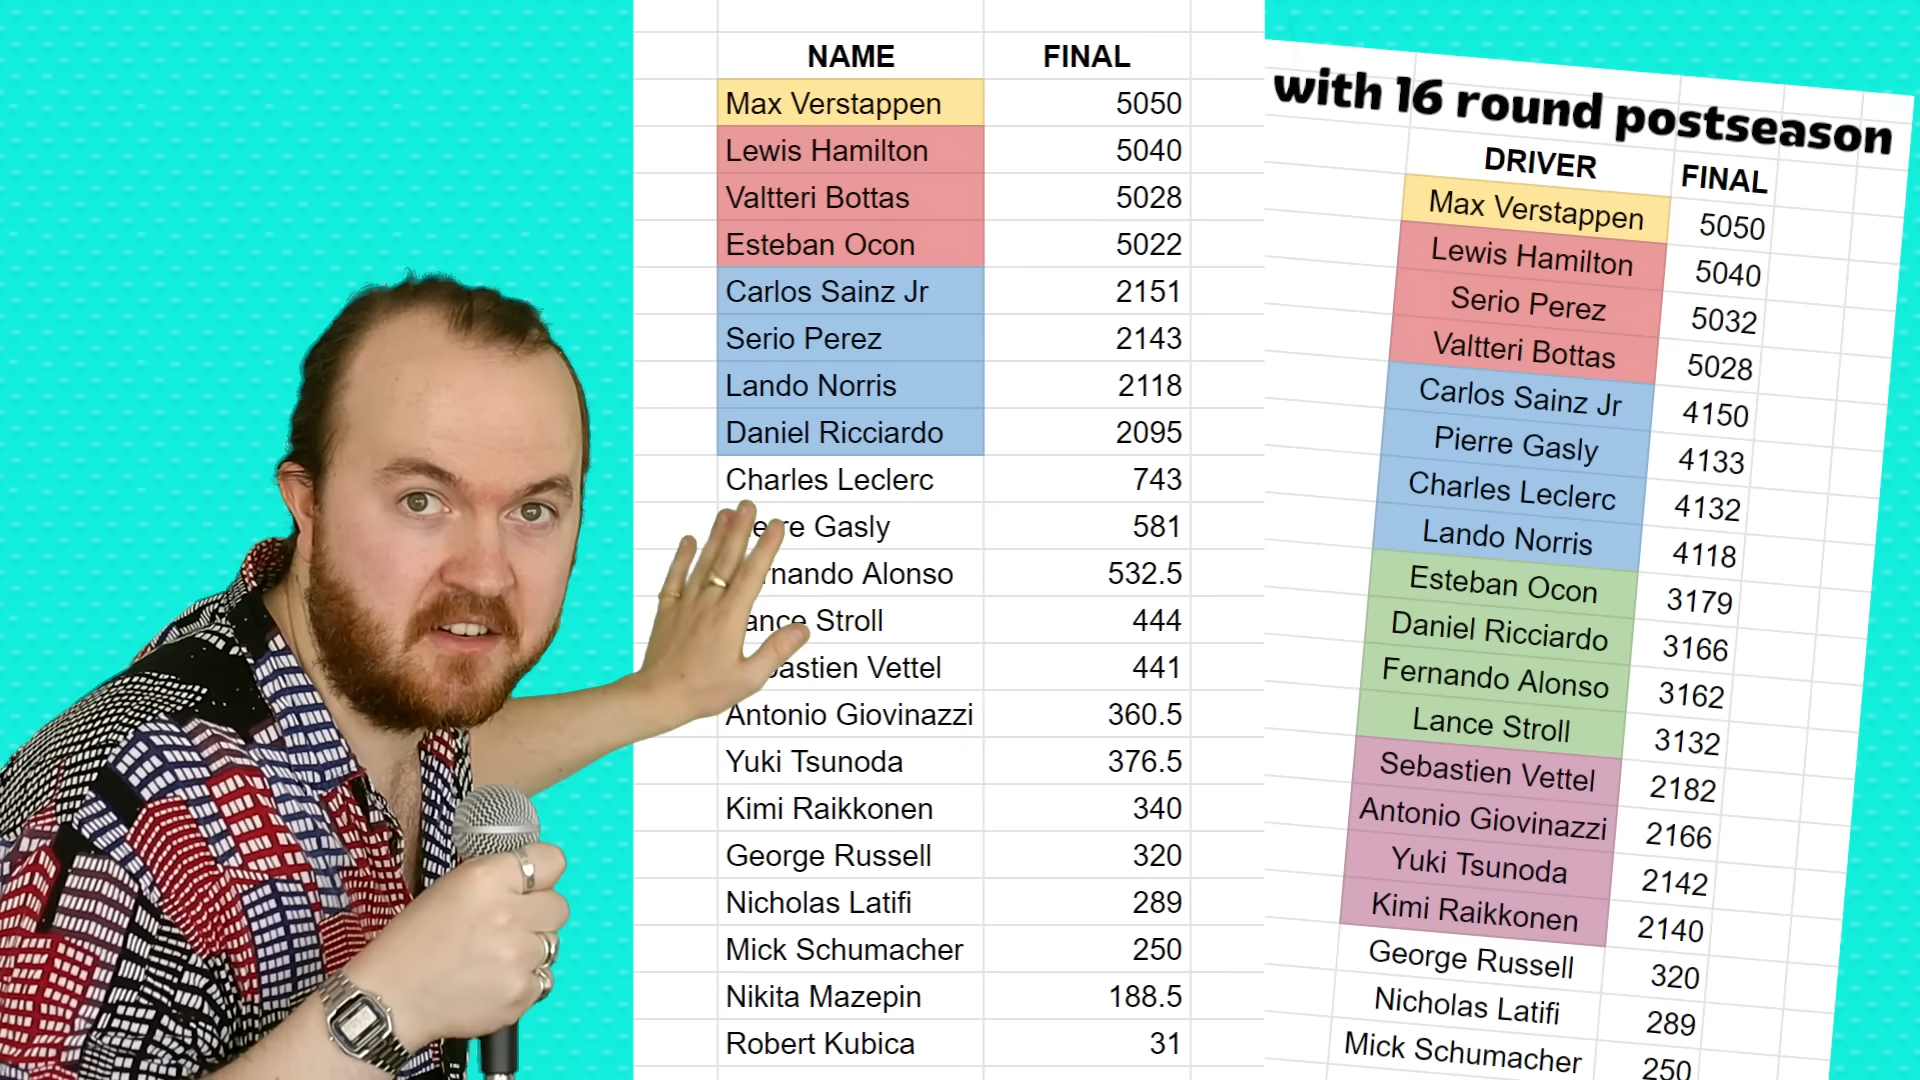 NAME FINAL
Max Verstappen 5050
Lewis Hamilton 5040
Valtteri Bottas 5028
Esteban Ocon 5022
Carlos Sainz Jr 2151
Serio Perez 2143
Lando Norris 2118
Daniel Ricciardo 2095
Charles Leclerc 743
Gasly 581
Alonso 532.5
Stroll 444
Vettel 441
Antonio Giovinazzi 360.5
Yuki Tsunoda 376.5
Kimi Raikkonen 340
George Russell 320
Nicholas Latifi 289
Mick Schumacher 250
Nikita Mazepin 188.5
Robert Kubica 31
with 16 round postseason
DRIVER FINAL
Max Verstappen 5050
Lewis Hamilton 5040
Serio Perez 5032
Valtteri Bottas 5028
Carlos Sainz Jr 4150
Pierre Gasly 4133
Charles Leclerc 4132
Lando Norris 4118
Esteban Ocon 3179
Daniel Ricciardo 3166
Fernando Alonso 3162
Lance Stroll 3132
Sebastien Vettel 2182
Antonio Giovinazzi 2166
Yuki Tsunoda 2142
Kimi Raikkonen 2140
George Russell 320
Nicholas Latifi 289
Mick Schumacher 250